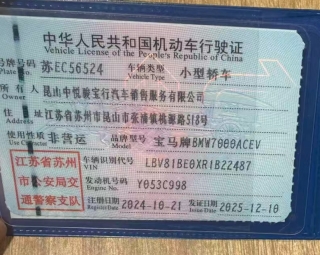 中华人民共和国机动车行驶证
Vehicle License of the People's Republic of China
号牌号码 苏EC56524 车辆类型 小型轿车
Plate No. Vehicle Type
所有人 昆山中悦骏宝行汽车销售服务有限公司
Owner
住址 江苏省苏州市昆山市张浦镇横新路518号
Address
使用性质 非营运 品牌型号 宝马牌BMW7000ACEV
Use Character Model
江苏省苏州
市公安局交
通警察支队
车辆识别代号 LBV81BE0XRIB22487
VIN
发动机号码 Y053C998
Engine No.
注册日期 2024-10-21 发证日期 2025-12-10
Register Date Issue Date